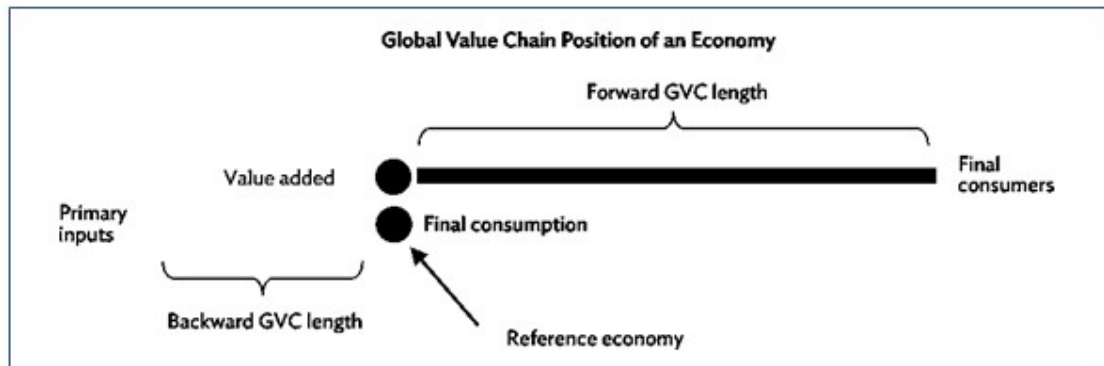 Global Value Chain Position of an Economy
Forward GVC length
Value added
Final
consumers
Primary
inputs
Final consumption
Backward GVC length
Reference economy